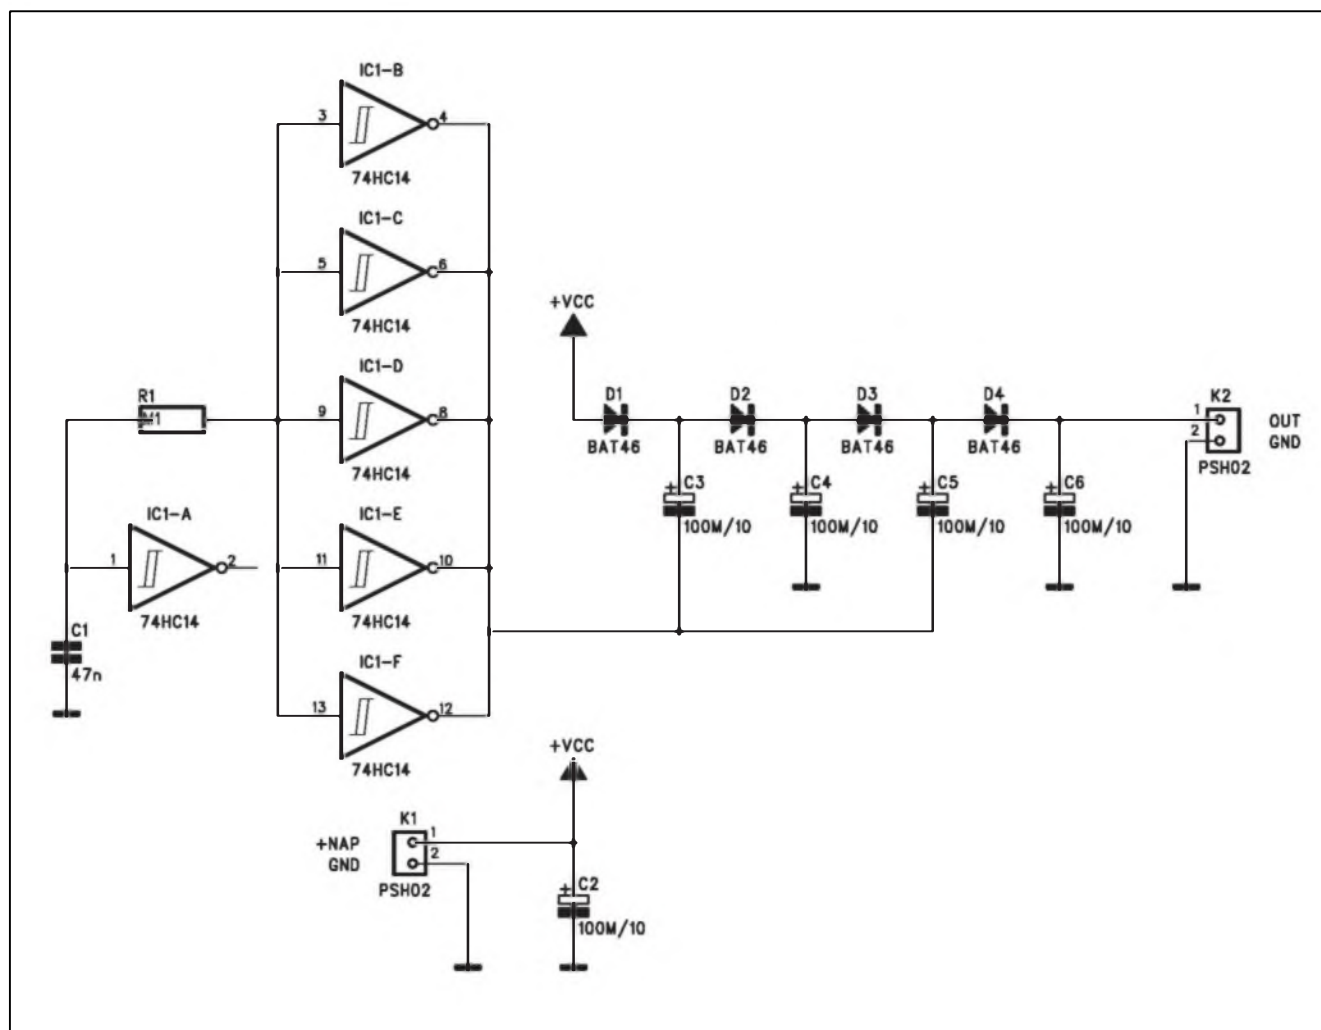 IC1-B
3
4
74HC14
IC1-C
5
6
74HC14
+VCC
IC1-D
R1
M1
9
8
74HC14
D1
D2
D3
D4
K2
BAT46
BAT46
BAT46
BAT46
1
2
OUT
GND
PSH02
+
C3
100M/10
+
C4
100M/10
+
C5
100M/10
+
C6
100M/10
IC1-A
1
2
74HC14
IC1-E
11
10
74HC14
C1
47n
IC1-F
13
12
74HC14
+VCC
K1
+NAP
GND
1
2
PSH02
+
C2
100M/10